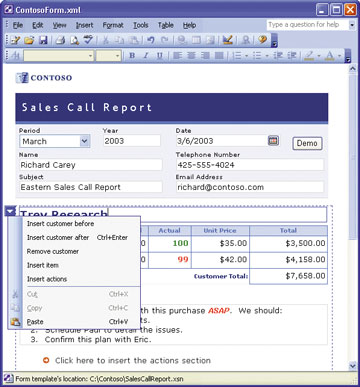 ContosoForm.xml
File Edit View Insert Format Tools Table Help Type a question for help
CONTOSO
Sales Call Report
Period Year Date
March 2003 3/6/2003 Demo
Name Telephone Number
Richard Carey 425-555-4024
Subject Email Address
Eastern Sales Call Report richard@contoso.com
Trey Research
Actual Unit Price Total
0 100 $35.00 $3,500.00
0 99 $42.00 $4,158.00
Customer Total: $7,658.00
Insert customer before
Insert customer after Ctrl+Enter
Remove customer
Insert item
Insert actions
Cut Ctrl+X
Copy Ctrl+C
Paste Ctrl+V
th this purchase ASAP. We should:
ts.
2. Schedule Paul to detail the issues.
3. Confirm this plan with Eric.
Click here to insert the actions section
Form template's location: C:\Contoso\SalesCallReport.xsn